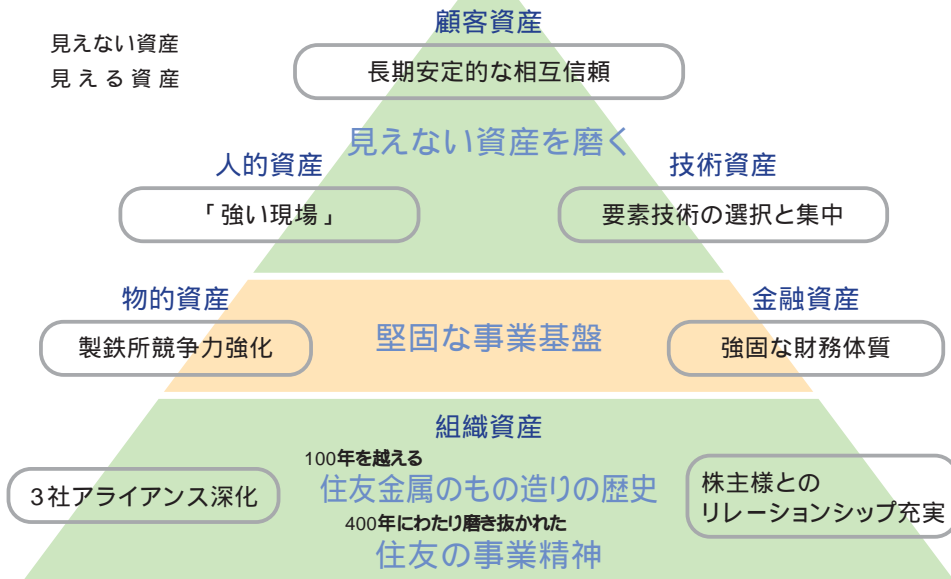 顧客資産
見えない資産
見える資産
長期安定的な相互信頼
見えない資産を磨く
人的資産
技術資産
「強い現場」
要素技術の選択と集中
物的資産
金融資産
製鉄所競争力強化
堅固な事業基盤
強固な財務体質
組織資産
100年を越える
住友金属のもの造りの歴史
3社アライアンス深化
株主様との
リレーションシップ充実
400年にわたり磨き抜かれた
住友の事業精神